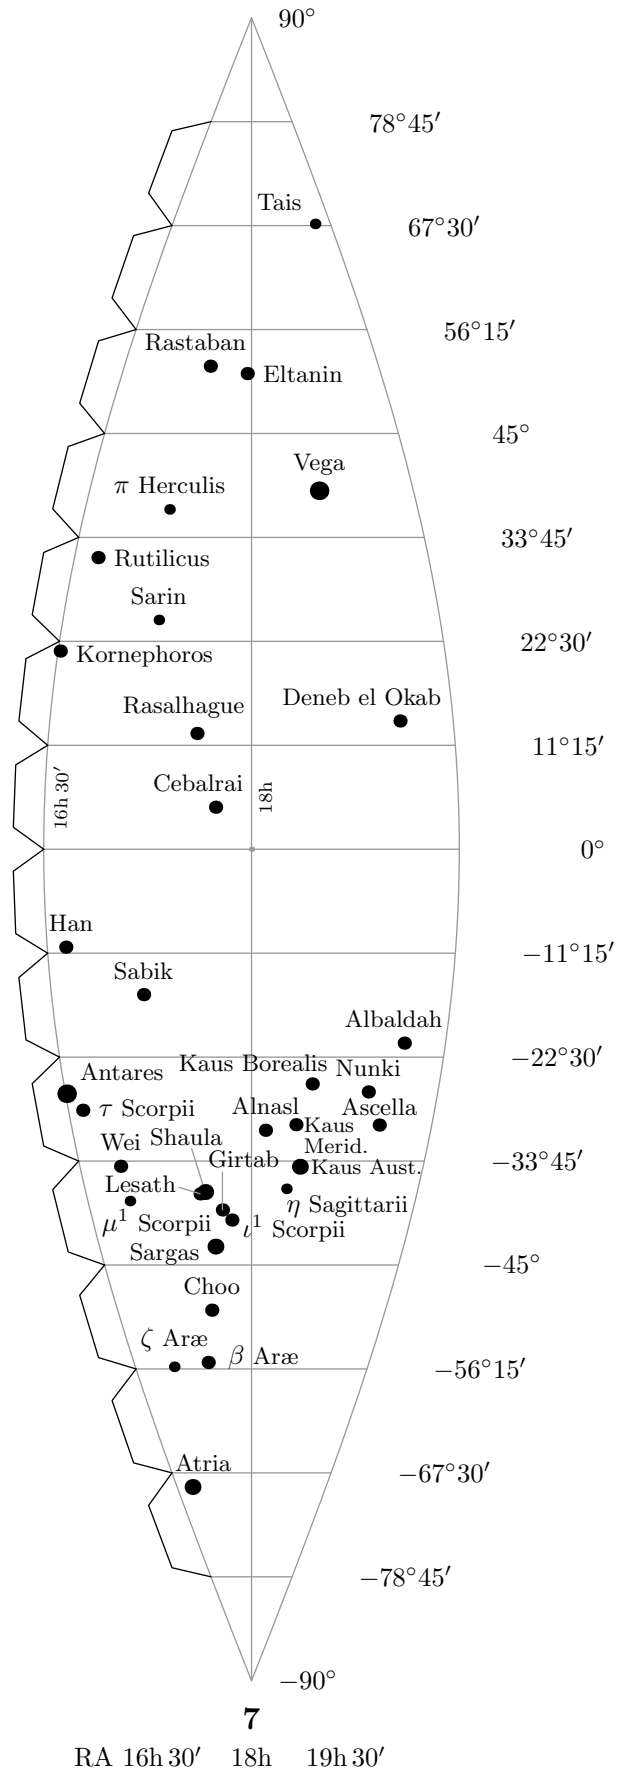 90°
78°45′
Tais
67°30′
56°15′
Rastaban
Eltanin
45°
Vega
π Herculis
33°45′
Rutilicus
Sarin
22°30′
Kornephoros
Deneb el Okab
Rasalhague
11°15′
16h 30′
Cebalrai
18h
0°
Han
−11°15′
Sabik
Albaldah
−22°30′
Kaus Borealis
Nunki
Antares
τ Scorpii
Alnasl
Ascella
Kaus
Merid.
Wei
Shaula
Girtab
−33°45′
Kaus Aust.
Lesath
η Sagittarii
μ¹ Scorpii
ι¹ Scorpii
Sargas
−45°
Choo
ζ Aræ
β Aræ
−56°15′
Atria
−67°30′
−78°45′
−90°
7
RA 16h 30′ 18h 19h 30′